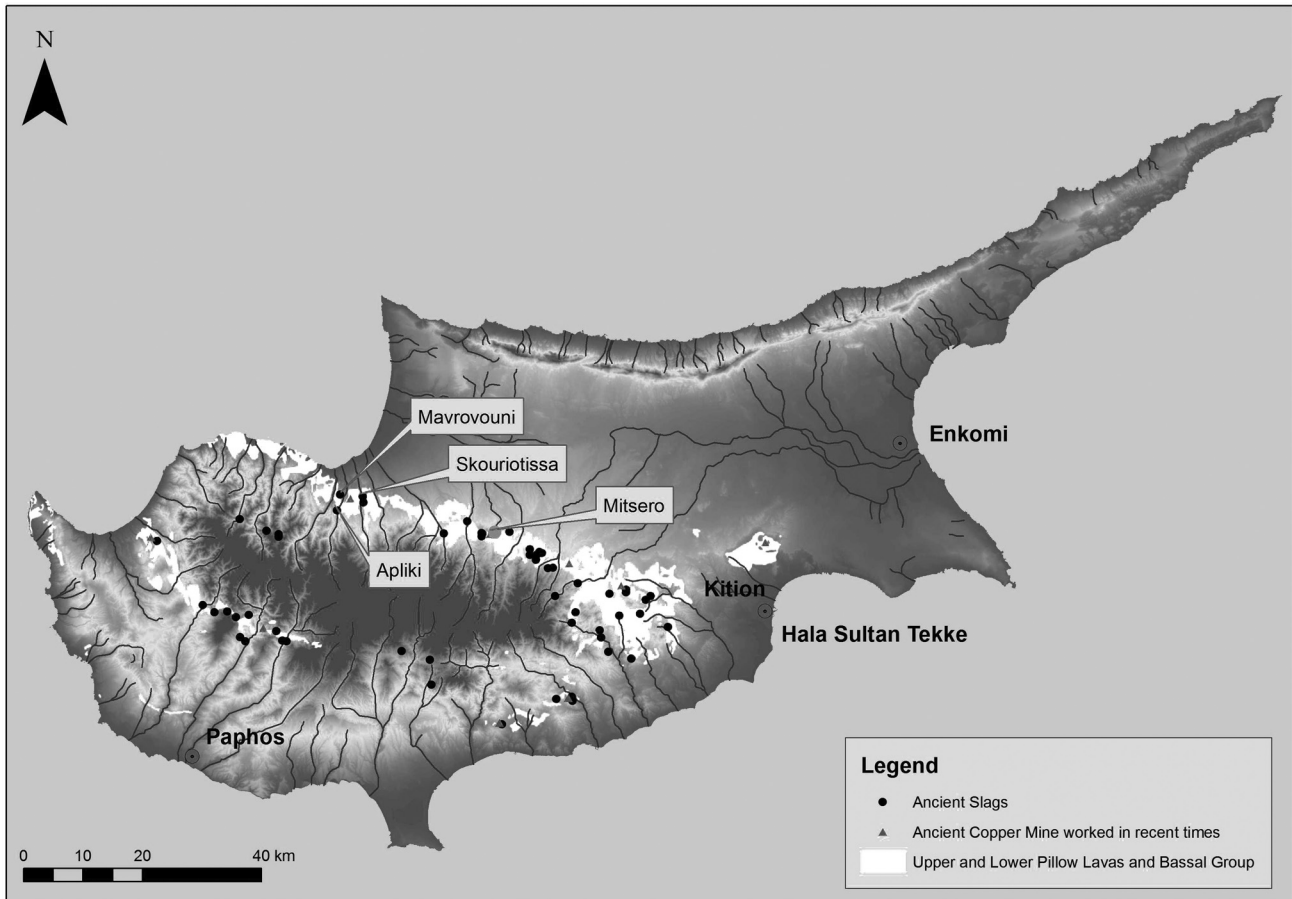 N
Mavrovouni
Skouriotissa
Enkomi
Mitsero
Apliki
Kition
Hala Sultan Tekke
Paphos
Legend
Ancient Slags
Ancient Copper Mine worked in recent times
Upper and Lower Pillow Lavas and Bassal Group
0 10 20 40 km